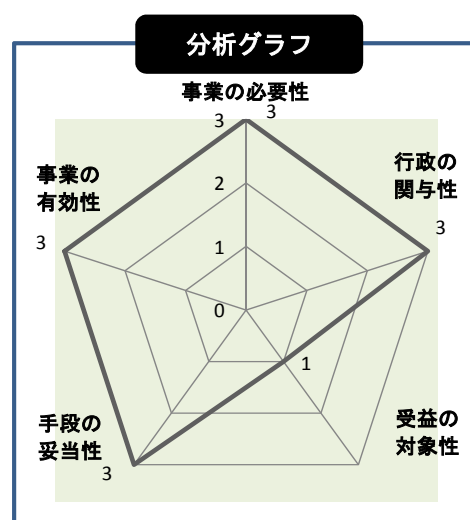 分析グラフ
事業の必要性
3
3
行政の
関与性
事業の
有効性
2
3
3
1
0
1
受益の
対象性
手段の
妥当性
3